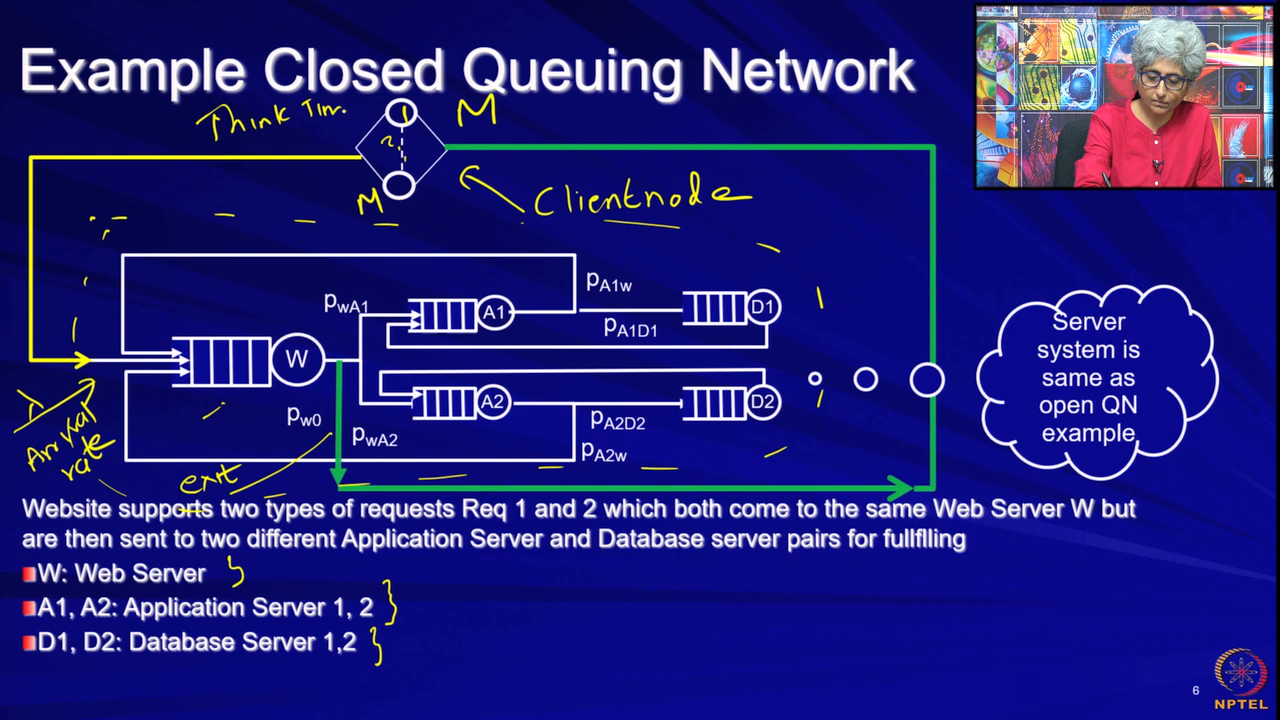 Example Closed Queuing Network
Think Tim.
M
1
2
M
Clientnode
pwA1
A1
pA1w
pA1D1
D1
W
pw0
pwA2
A2
pA2D2
pA2w
D2
λ
Arrival
rate
exit
Server
system is
same as
open QN
example
Website supports two types of requests Req 1 and 2 which both come to the same Web Server W but
are then sent to two different Application Server and Database server pairs for fullflling
W: Web Server
A1, A2: Application Server 1, 2
D1, D2: Database Server 1,2
6
NPTEL